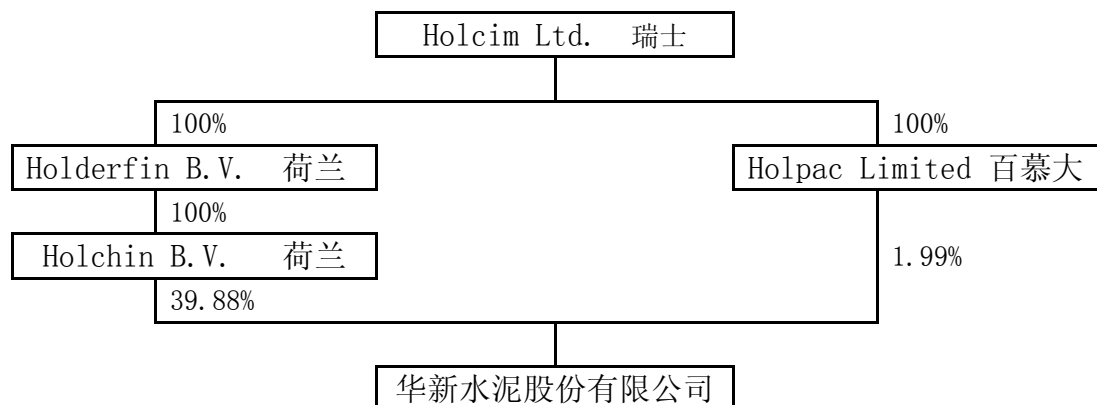 Holcim Ltd. 瑞士
100%
100%
Holderfin B.V. 荷兰
Holpac Limited 百慕大
100%
Holchin B.V. 荷兰
1.99%
39.88%
华新水泥股份有限公司